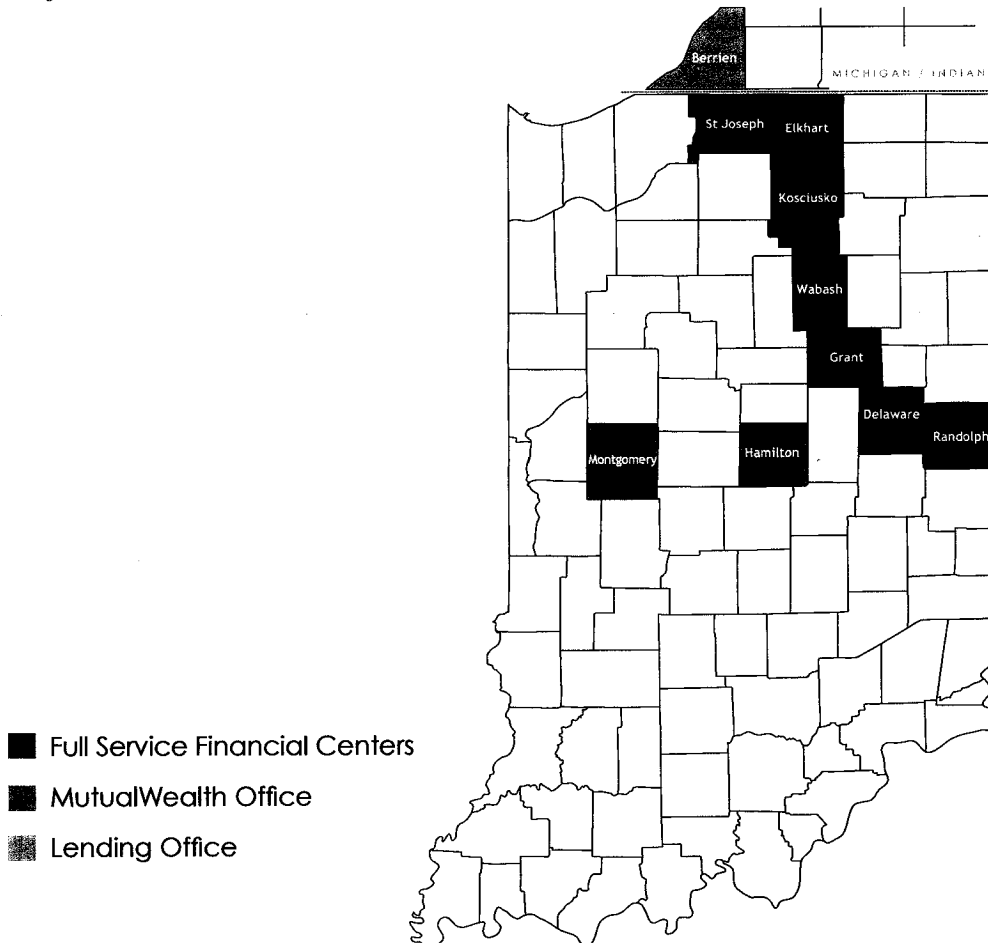 Berrien
MICHIGAN / INDIAN
St Joseph
Elkhart
Kosciusko
Wabash
Grant
Delaware
Randolph
Montgomery
Hamilton
Full Service Financial Centers
MutualWealth Office
Lending Office